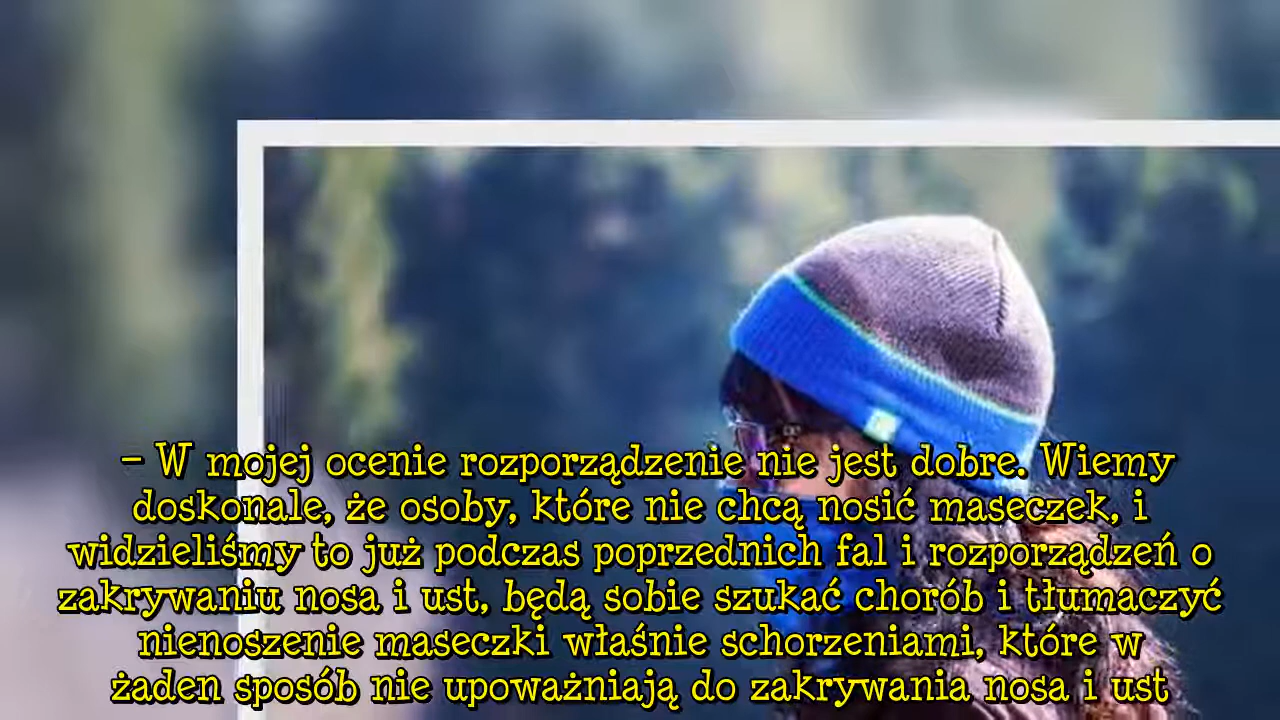 - W mojej ocenie rozporządzenie nie jest dobre. Wiemy
doskonale, że osoby, które nie chcą nosić maseczek, i
widzieliśmy to już podczas poprzednich fal i rozporządzeń o
zakrywaniu nosa i ust, będą sobie szukać chorób i tłumaczyć
nienoszenie maseczki właśnie schorzeniami, które w
żaden sposób nie upoważniają do zakrywania nosa i ust